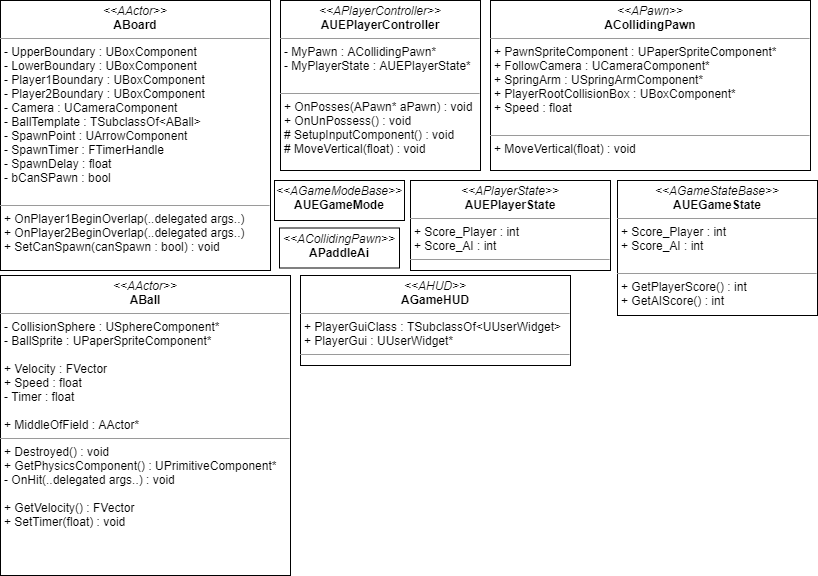 <<AActor>>
ABoard
- UpperBoundary : UBoxComponent
- LowerBoundary : UBoxComponent
- Player1Boundary : UBoxComponent
- Player2Boundary : UBoxComponent
- Camera : UCameraComponent
- BallTemplate : TSubclassOf<ABall>
- SpawnPoint : UArrowComponent
- SpawnTimer : FTimerHandle
- SpawnDelay : float
- bCanSPawn : bool
+ OnPlayer1BeginOverlap(..delegated args..)
+ OnPlayer2BeginOverlap(..delegated args..)
+ SetCanSpawn(canSpawn : bool) : void
<<APlayerController>>
AUEPlayerController
- MyPawn : ACollidingPawn*
- MyPlayerState : AUEPlayerState*
+ OnPosses(APawn* aPawn) : void
+ OnUnPossess() : void
# SetupInputComponent() : void
# MoveVertical(float) : void
<<APawn>>
ACollidingPawn
+ PawnSpriteComponent : UPaperSpriteComponent*
+ FollowCamera : UCameraComponent*
+ SpringArm : USpringArmComponent*
+ PlayerRootCollisionBox : UBoxComponent*
+ Speed : float
+ MoveVertical(float) : void
<<AGameModeBase>>
AUEGameMode
<<ACollidingPawn>>
APaddleAi
<<APlayerState>>
AUEPlayerState
+ Score_Player : int
+ Score_AI : int
<<AGameStateBase>>
AUEGameState
+ Score_Player : int
+ Score_AI : int
+ GetPlayerScore() : int
+ GetAIScore() : int
<<AActor>>
ABall
- CollisionSphere : USphereComponent*
- BallSprite : UPaperSpriteComponent*
+ Velocity : FVector
+ Speed : float
- Timer : float
+ MiddleOfField : AActor*
+ Destroyed() : void
+ GetPhysicsComponent() : UPrimitiveComponent*
- OnHit(..delegated args..) : void
+ GetVelocity() : FVector
+ SetTimer(float) : void
<<AHUD>>
AGameHUD
+ PlayerGuiClass : TSubclassOf<UUserWidget>
+ PlayerGui : UUserWidget*